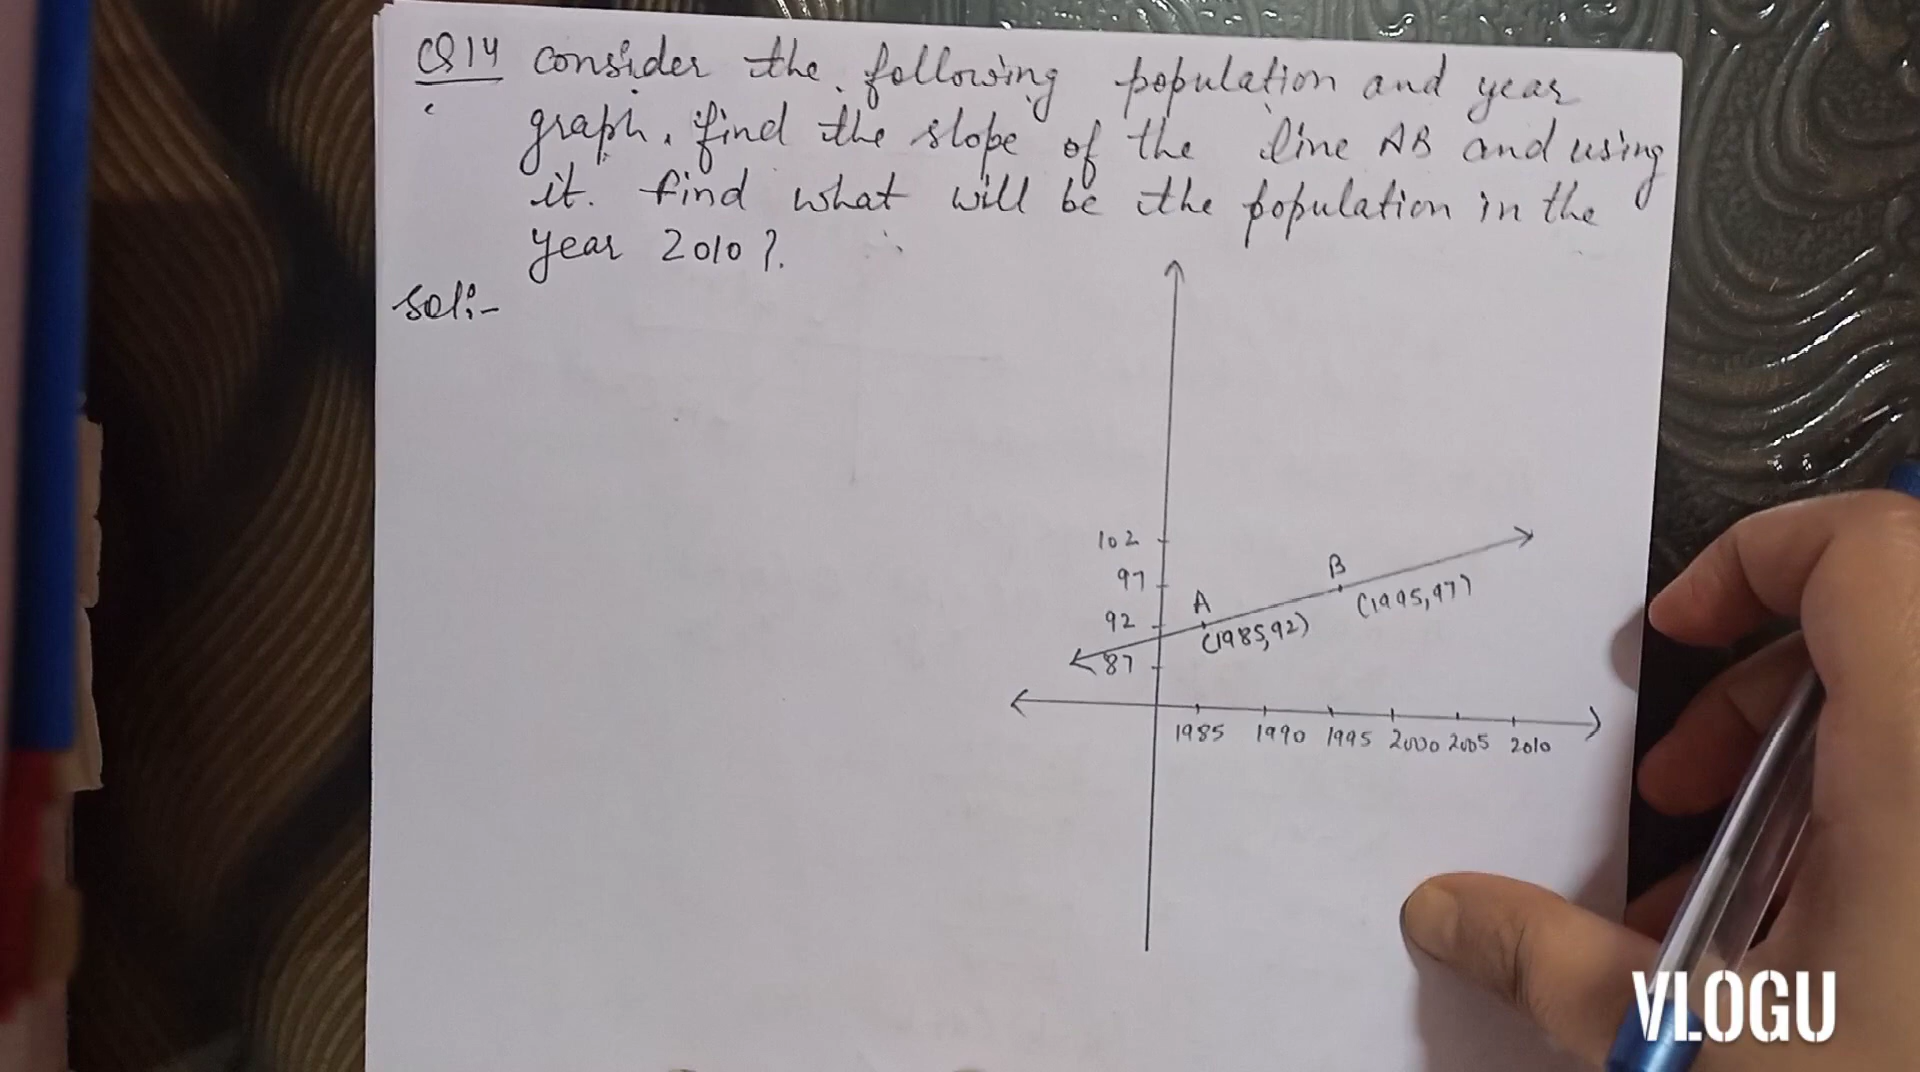 Q14 consider the following population and year
graph. find the slope of the line AB and using
it. find what will be the population in the
year 2010?.
sol:-
102
97
92
87
A
(1985,92)
B
(1995,97)
1985 1990 1995 2000 2005 2010
VLOGU